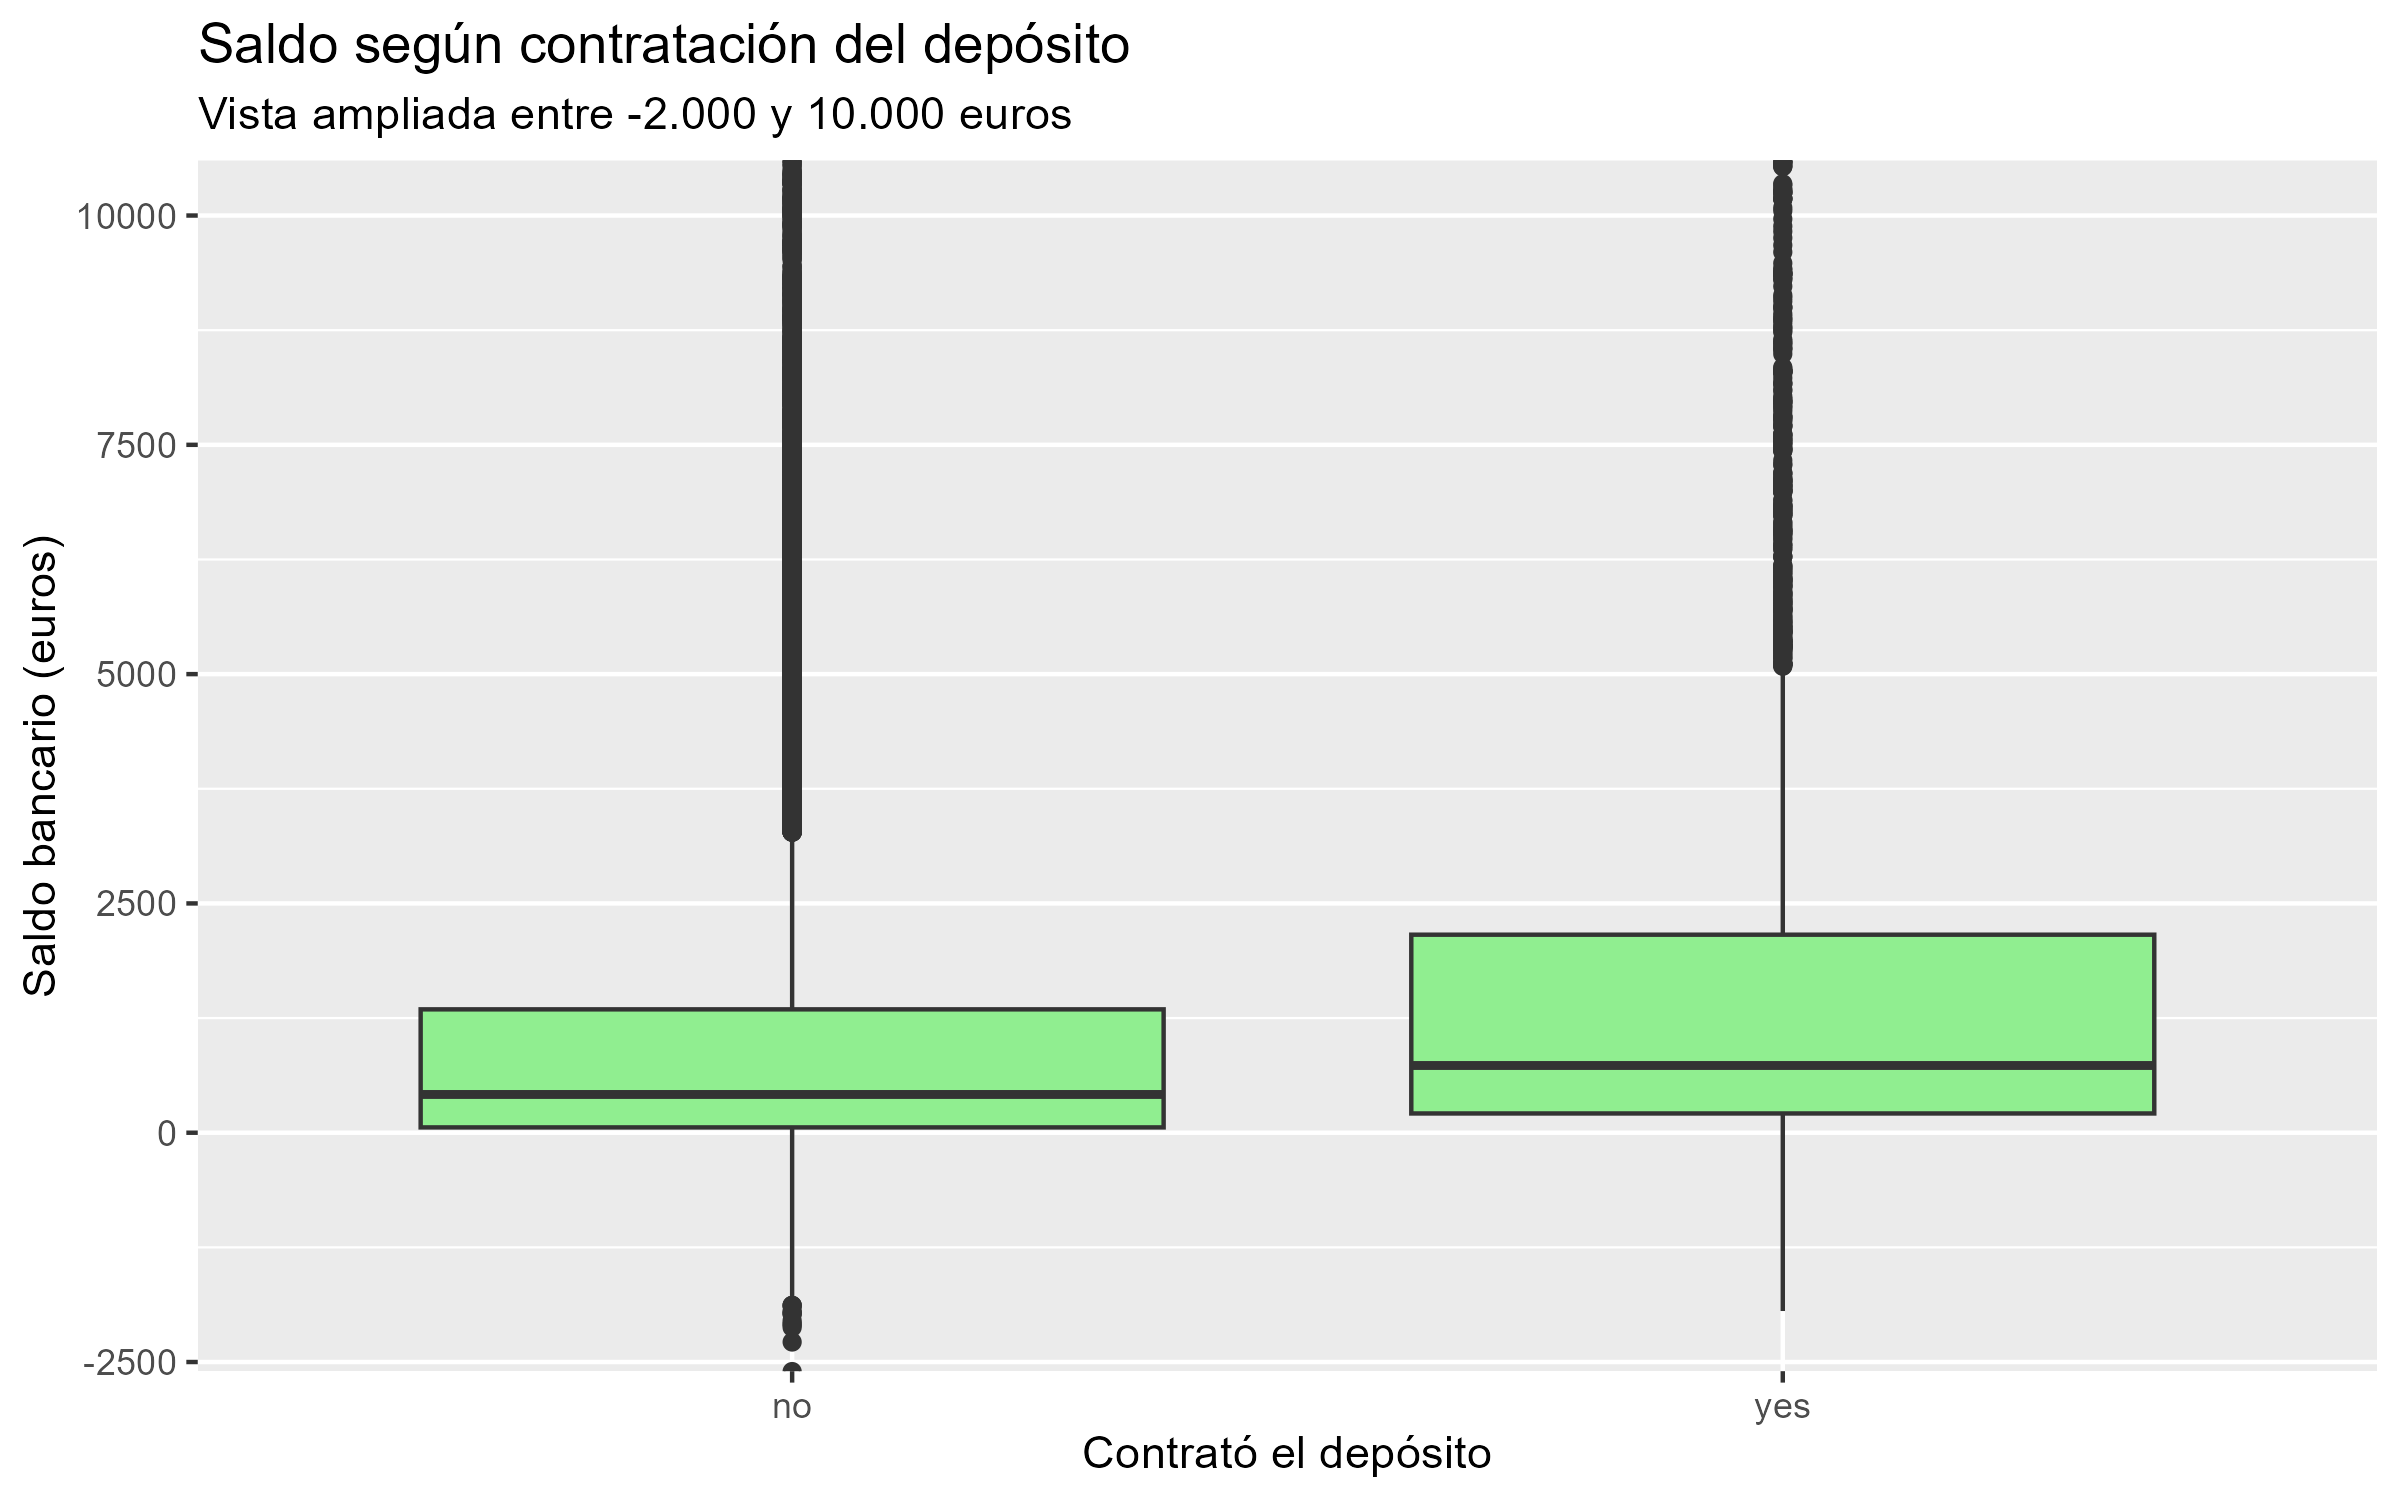 Saldo según contratación del depósito
Vista ampliada entre -2.000 y 10.000 euros
Saldo bancario (euros)
10000
7500
5000
2500
0
-2500
no
yes
Contrató el depósito